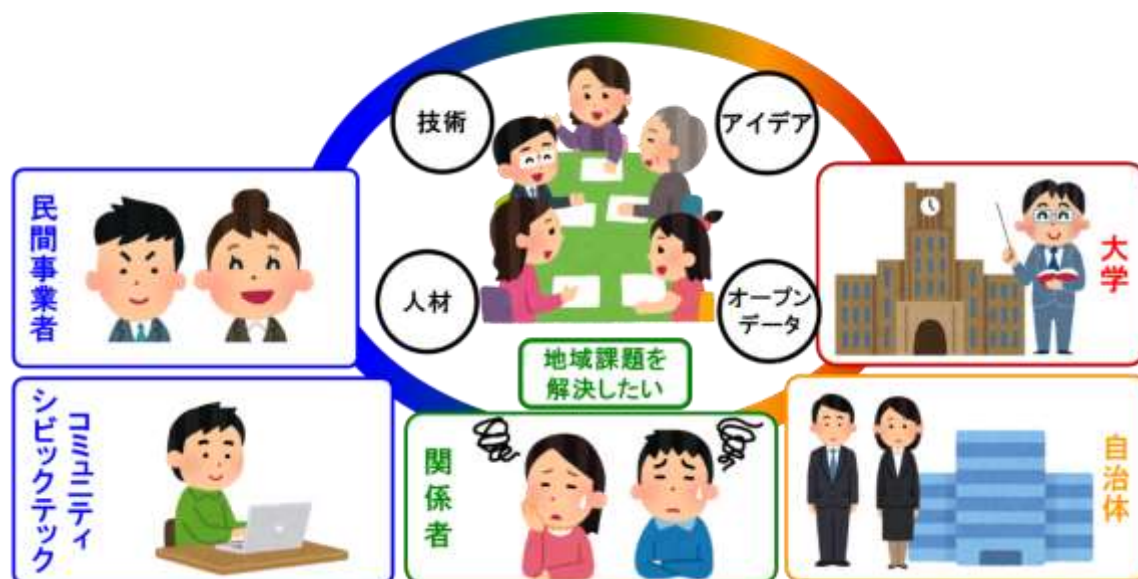 技術
アイデア
人材
オープン
データ
地域課題を
解決したい
民間事業者
大学
シビックテック
コミュニティ
関係者
自治体